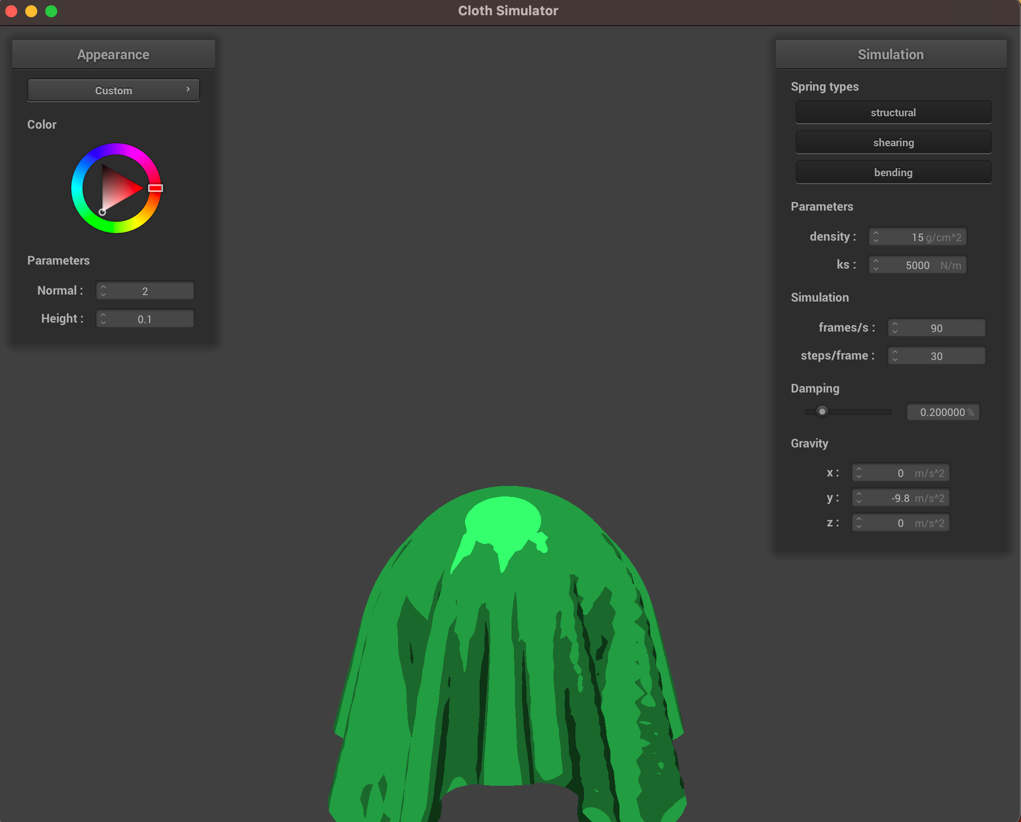 Cloth Simulator
Appearance
Custom
Color
Parameters
Normal : 2
Height : 0.1
Simulation
Spring types
structural
shearing
bending
Parameters
density : 15 g/cm^2
ks : 5000 N/m
Simulation
frames/s : 90
steps/frame : 30
Damping
0.200000 %
Gravity
x : 0 m/s^2
y : -9.8 m/s^2
z : 0 m/s^2